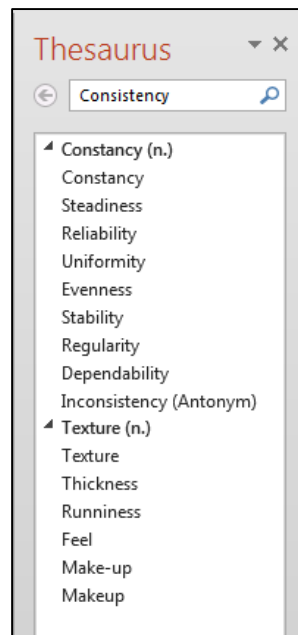 Thesaurus
Consistency
Constancy (n.)
Constancy
Steadiness
Reliability
Uniformity
Evenness
Stability
Regularity
Dependability
Inconsistency (Antonym)
Texture (n.)
Texture
Thickness
Runniness
Feel
Make-up
Makeup